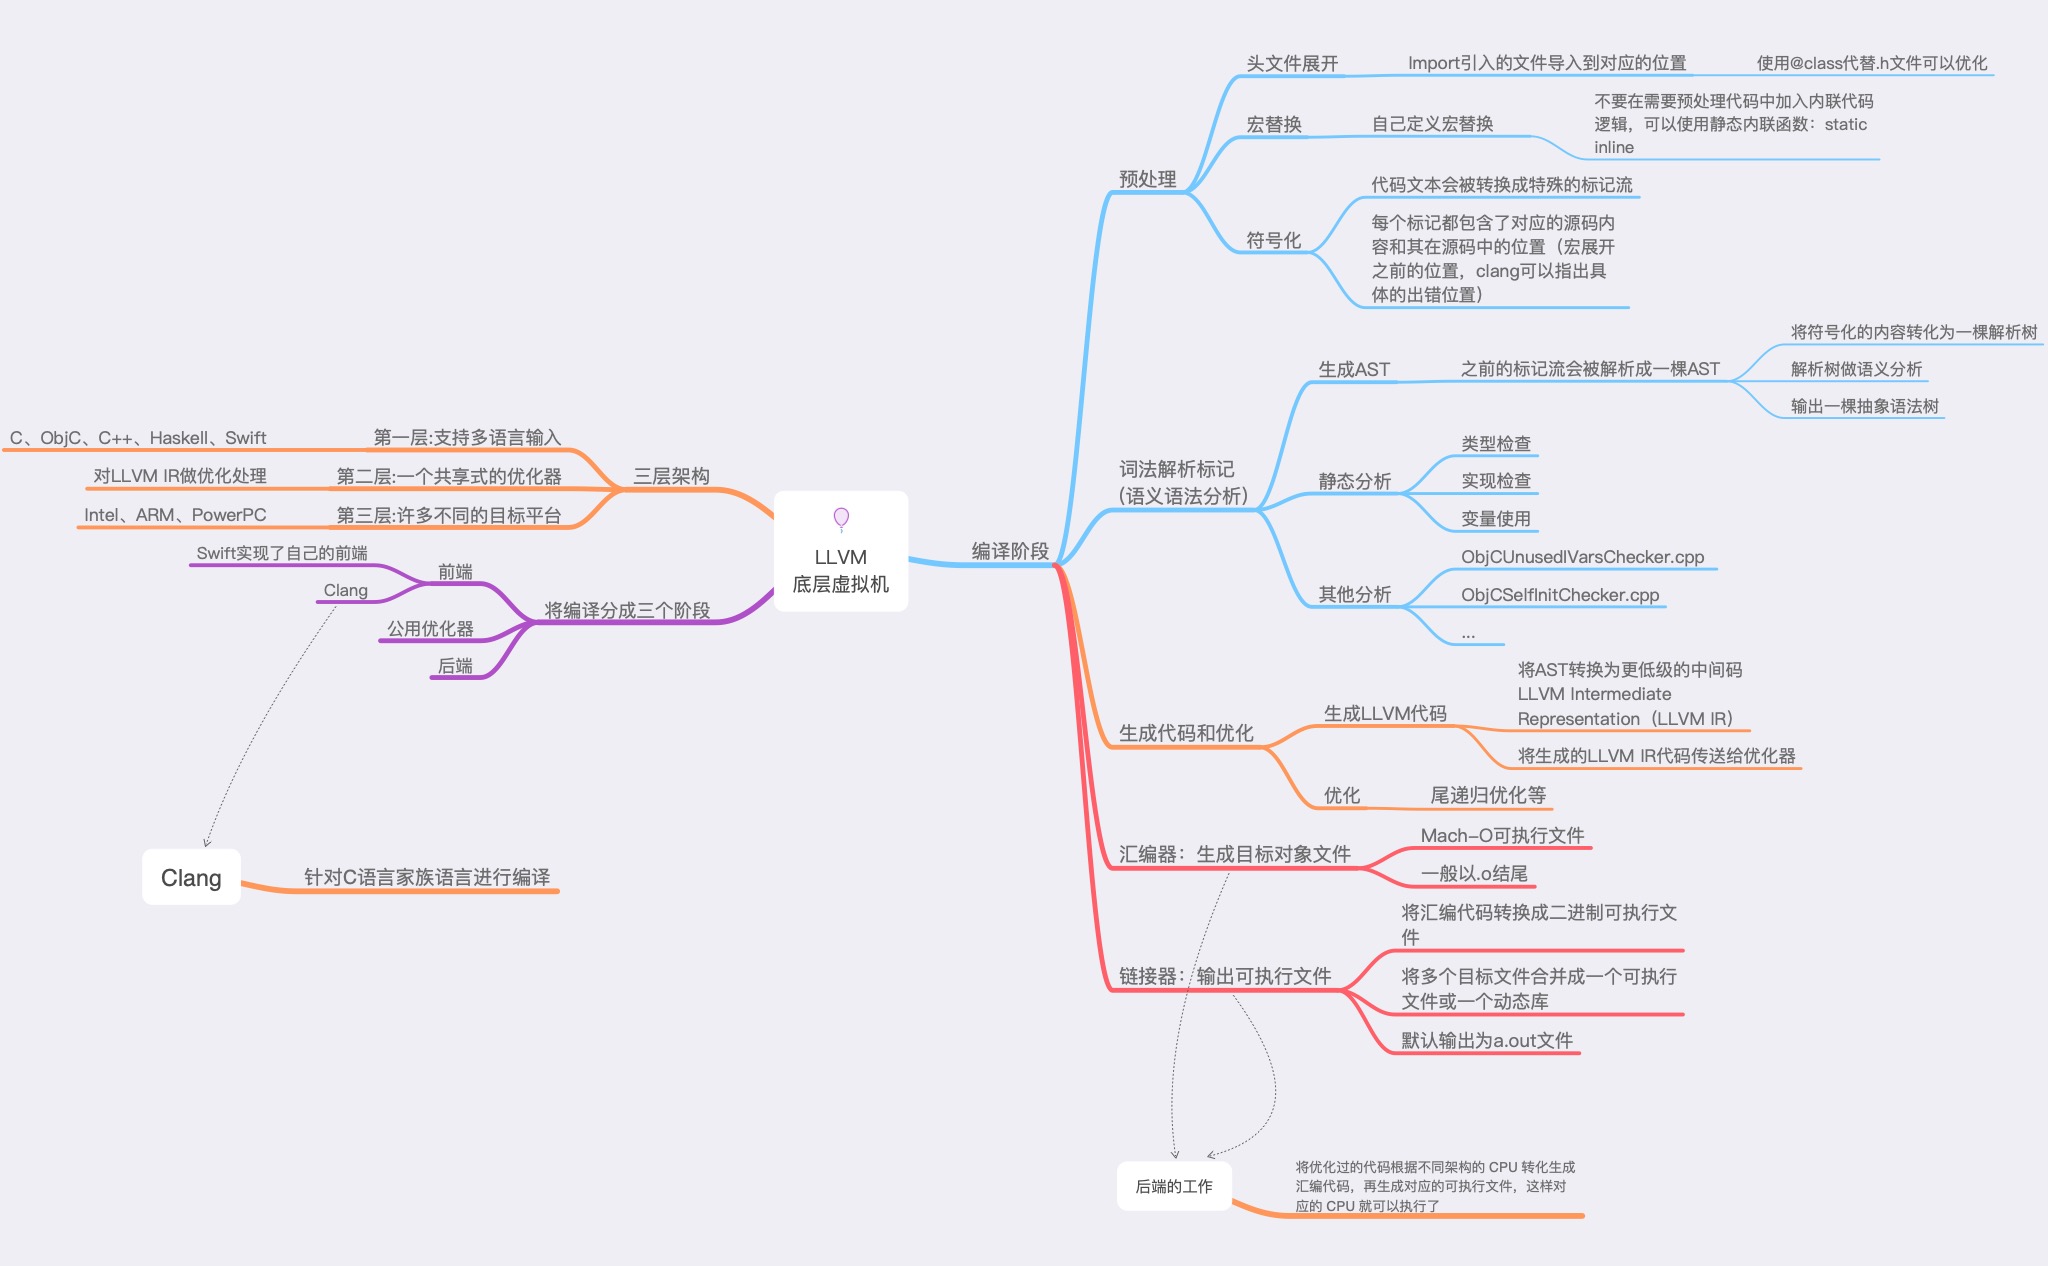 LLVM
底层虚拟机
三层架构
第一层:支持多语言输入
C、ObjC、C++、Haskell、Swift
第二层:一个共享式的优化器
对LLVM IR做优化处理
第三层:许多不同的目标平台
Intel、ARM、PowerPC
将编译分成三个阶段
前端
Swift实现了自己的前端
Clang
公用优化器
后端
Clang
针对C语言家族语言进行编译
编译阶段
预处理
头文件展开
Import引入的文件导入到对应的位置
使用@class代替.h文件可以优化
宏替换
自己定义宏替换
不要在需要预处理代码中加入内联代码
逻辑，可以使用静态内联函数：static
inline
符号化
代码文本会被转换成特殊的标记流
每个标记都包含了对应的源码内
容和其在源码中的位置（宏展开
之前的位置，clang可以指出具
体的出错位置）
词法解析标记
（语义语法分析）
生成AST
之前的标记流会被解析成一棵AST
将符号化的内容转化为一棵解析树
解析树做语义分析
输出一棵抽象语法树
静态分析
类型检查
实现检查
变量使用
其他分析
ObjCUnusedIVarsChecker.cpp
ObjCSelfInitChecker.cpp
...
生成代码和优化
生成LLVM代码
将AST转换为更低级的中间码
LLVM Intermediate
Representation（LLVM IR）
将生成的LLVM IR代码传送给优化器
优化
尾递归优化等
汇编器：生成目标对象文件
Mach-O可执行文件
一般以.o结尾
链接器：输出可执行文件
将汇编代码转换成二进制可执行文
件
将多个目标文件合并成一个可执行
文件或一个动态库
默认输出为a.out文件
后端的工作
将优化过的代码根据不同架构的 CPU 转化生成
汇编代码，再生成对应的可执行文件，这样对
应的 CPU 就可以执行了